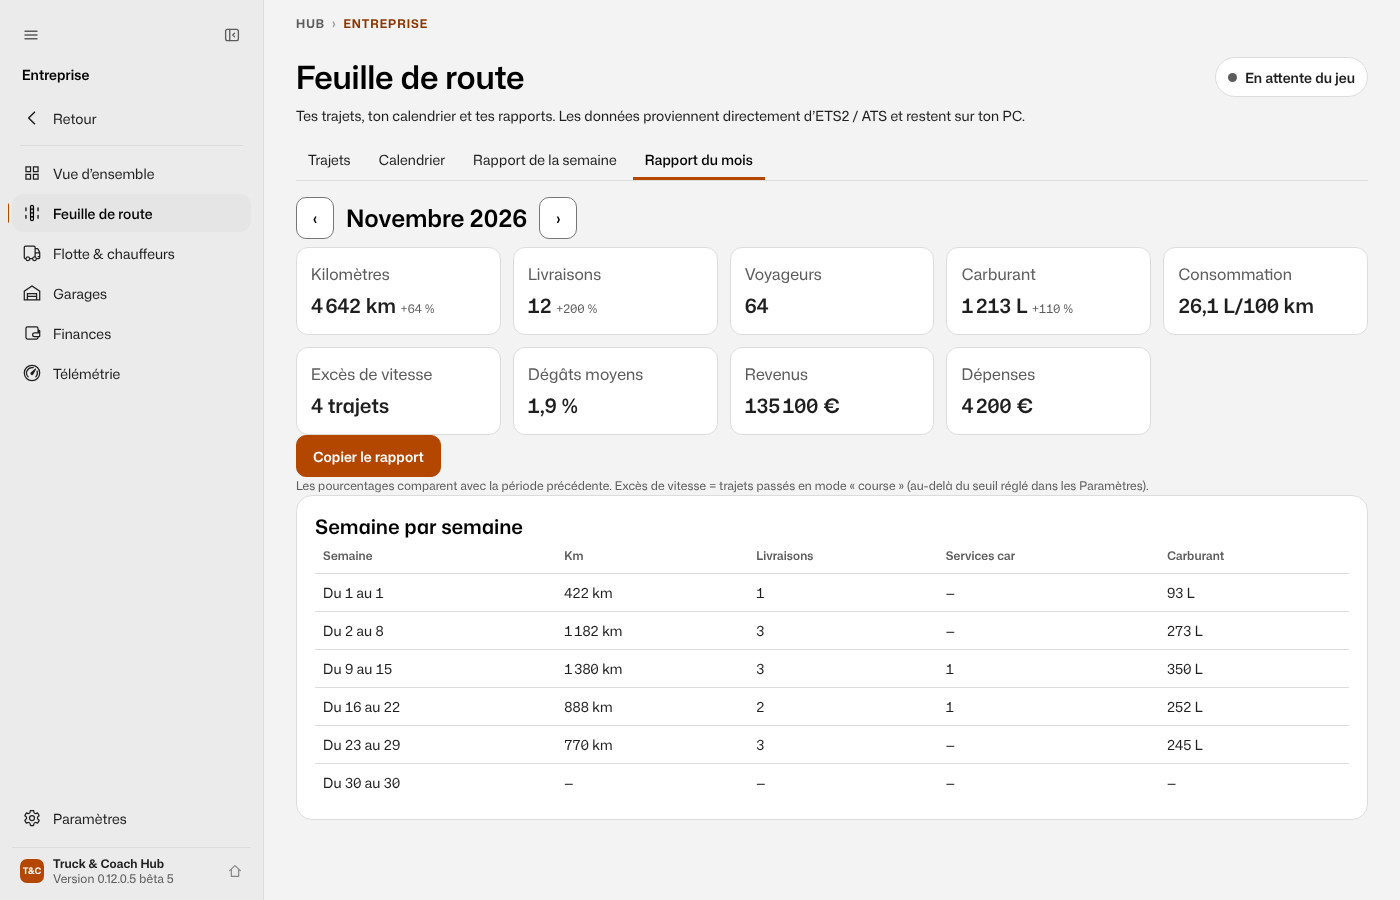 HUB › ENTREPRISE
Entreprise
Retour
Vue d’ensemble
Feuille de route
Flotte & chauffeurs
Garages
Finances
Télémétrie
Paramètres
T&C
Truck & Coach Hub
Version 0.12.0.5 bêta 5
Feuille de route
En attente du jeu
Tes trajets, ton calendrier et tes rapports. Les données proviennent directement d’ETS2 / ATS et restent sur ton PC.
Trajets Calendrier Rapport de la semaine Rapport du mois
‹ Novembre 2026 ›
Kilomètres
4 642 km +64 %
Livraisons
12 +200 %
Voyageurs
64
Carburant
1 213 L +110 %
Consommation
26,1 L/100 km
Excès de vitesse
4 trajets
Dégâts moyens
1,9 %
Revenus
135 100 €
Dépenses
4 200 €
Copier le rapport
Les pourcentages comparent avec la période précédente. Excès de vitesse = trajets passés en mode « course » (au-delà du seuil réglé dans les Paramètres).
Semaine par semaine
Semaine Km Livraisons Services car Carburant
Du 1 au 1 422 km 1 – 93 L
Du 2 au 8 1 182 km 3 – 273 L
Du 9 au 15 1 380 km 3 1 350 L
Du 16 au 22 888 km 2 1 252 L
Du 23 au 29 770 km 3 – 245 L
Du 30 au 30 – – – –